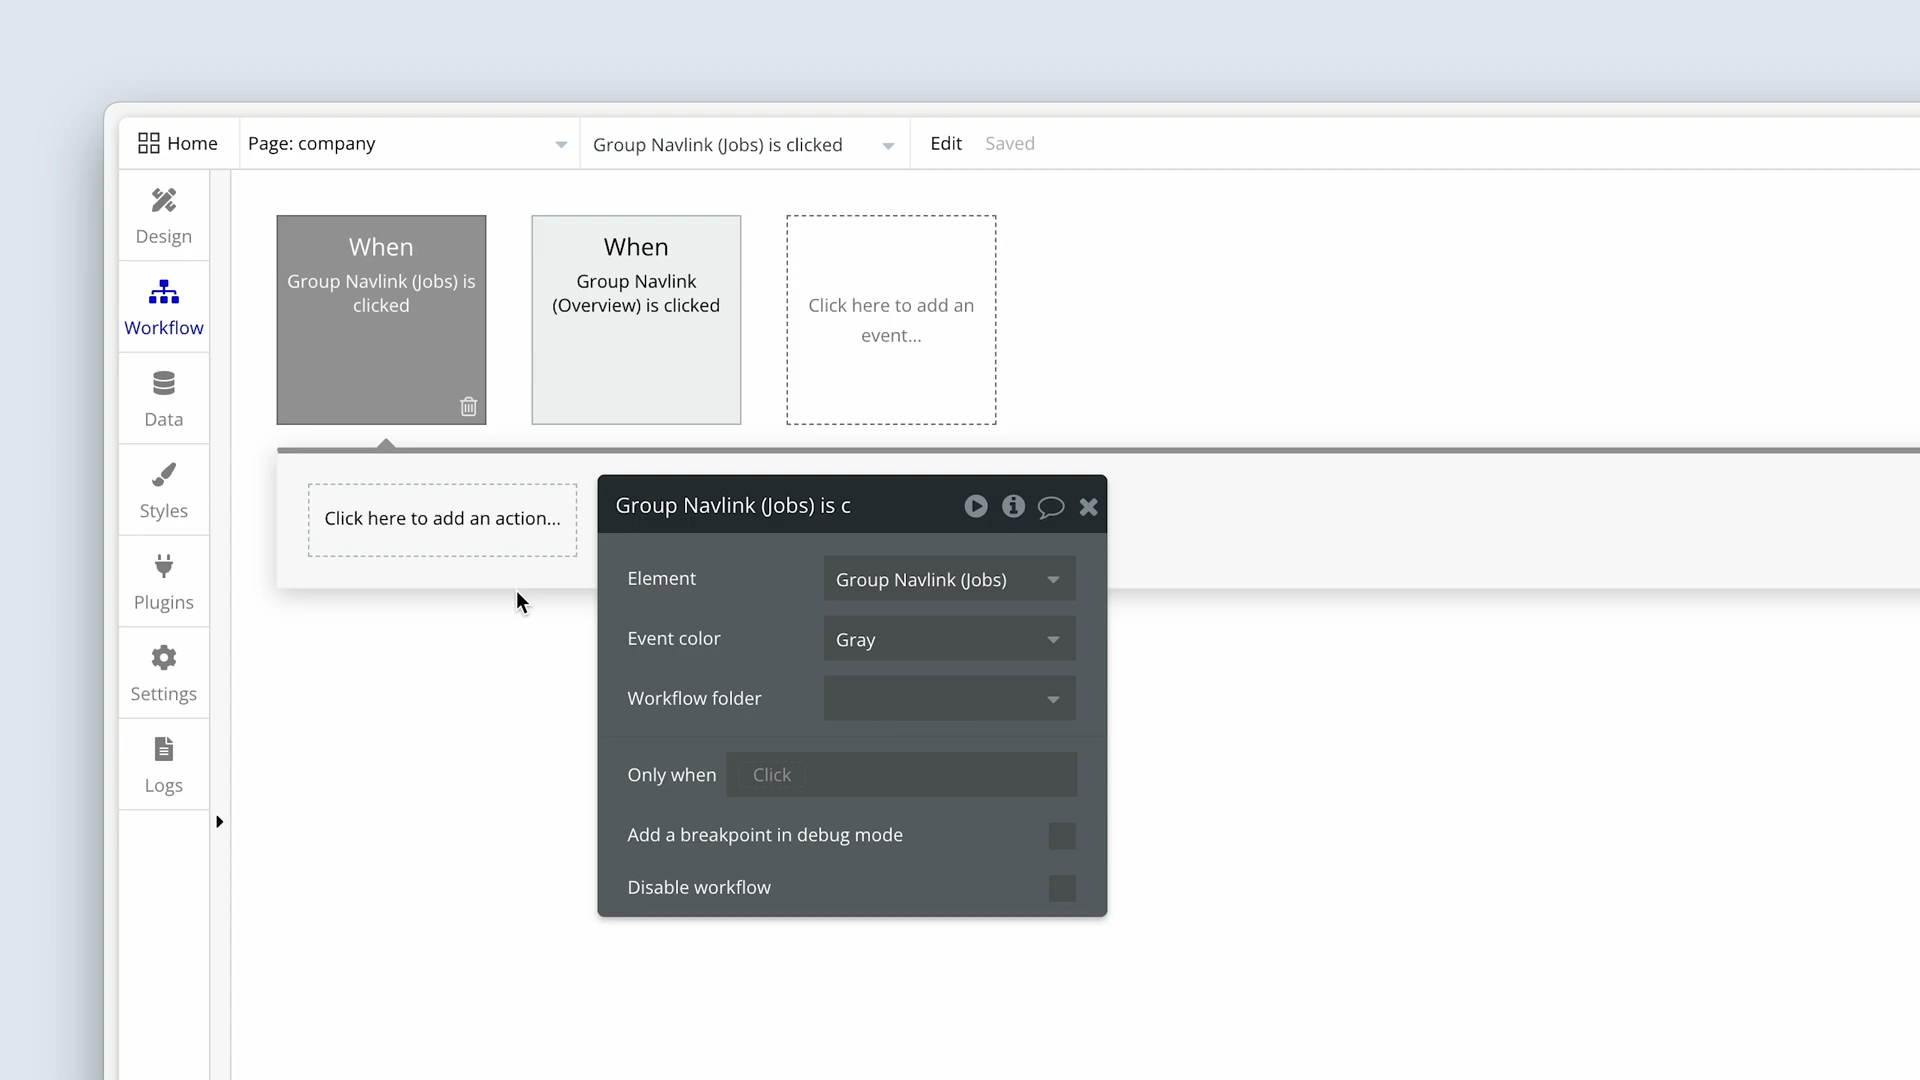 Home
Page: company
Group Navlink (Jobs) is clicked
Edit
Saved
Design
Workflow
Data
Styles
Plugins
Settings
Logs
When
Group Navlink (Jobs) is
clicked
When
Group Navlink
(Overview) is clicked
Click here to add an
event...
Click here to add an action...
Group Navlink (Jobs) is c
Element
Group Navlink (Jobs)
Event color
Gray
Workflow folder
Only when
Click
Add a breakpoint in debug mode
Disable workflow